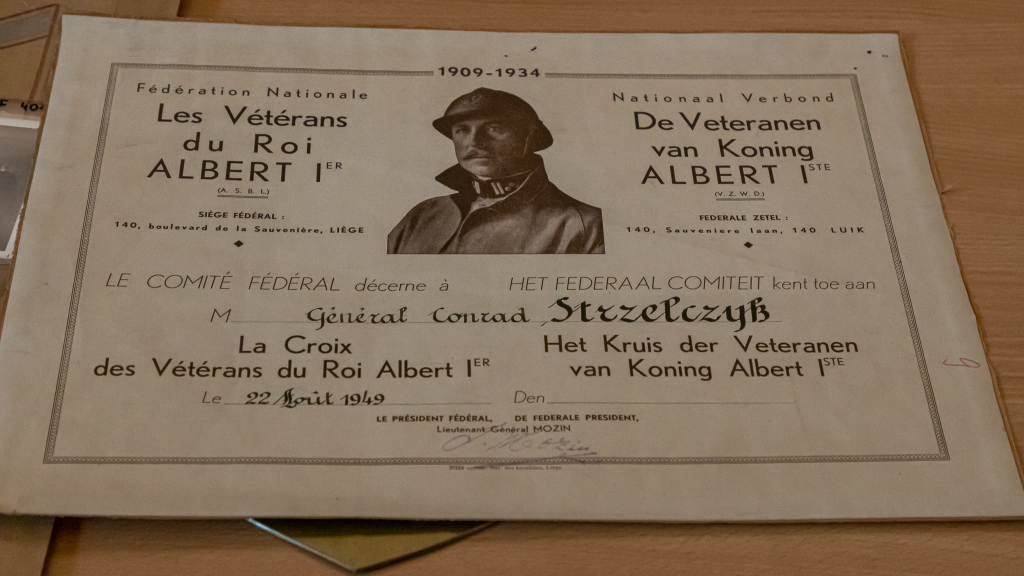 1909-1934
Fédération Nationale
Les Vétérans
du Roi
ALBERT IER
(A. S. B. L.)
SIÈGE FÉDÉRAL :
140, boulevard de la Sauvenière, LIÈGE
Nationaal Verbond
De Veteranen
van Koning
ALBERT ISTE
(V. Z. W. D.)
FEDERALE ZETEL :
140, Sauveniere laan, 140 LUIK
LE COMITÉ FÉDÉRAL décerne à
HET FEDERAAL COMITEIT kent toe aan
M Général Conrad Strzelczyk
La Croix
des Vétérans du Roi Albert IER
Het Kruis der Veteranen
van Koning Albert ISTE
Le 22 Août 1949
Den
LE PRÉSIDENT FÉDÉRAL, DE FEDERALE PRESIDENT,
Lieutenant Général MOZIN